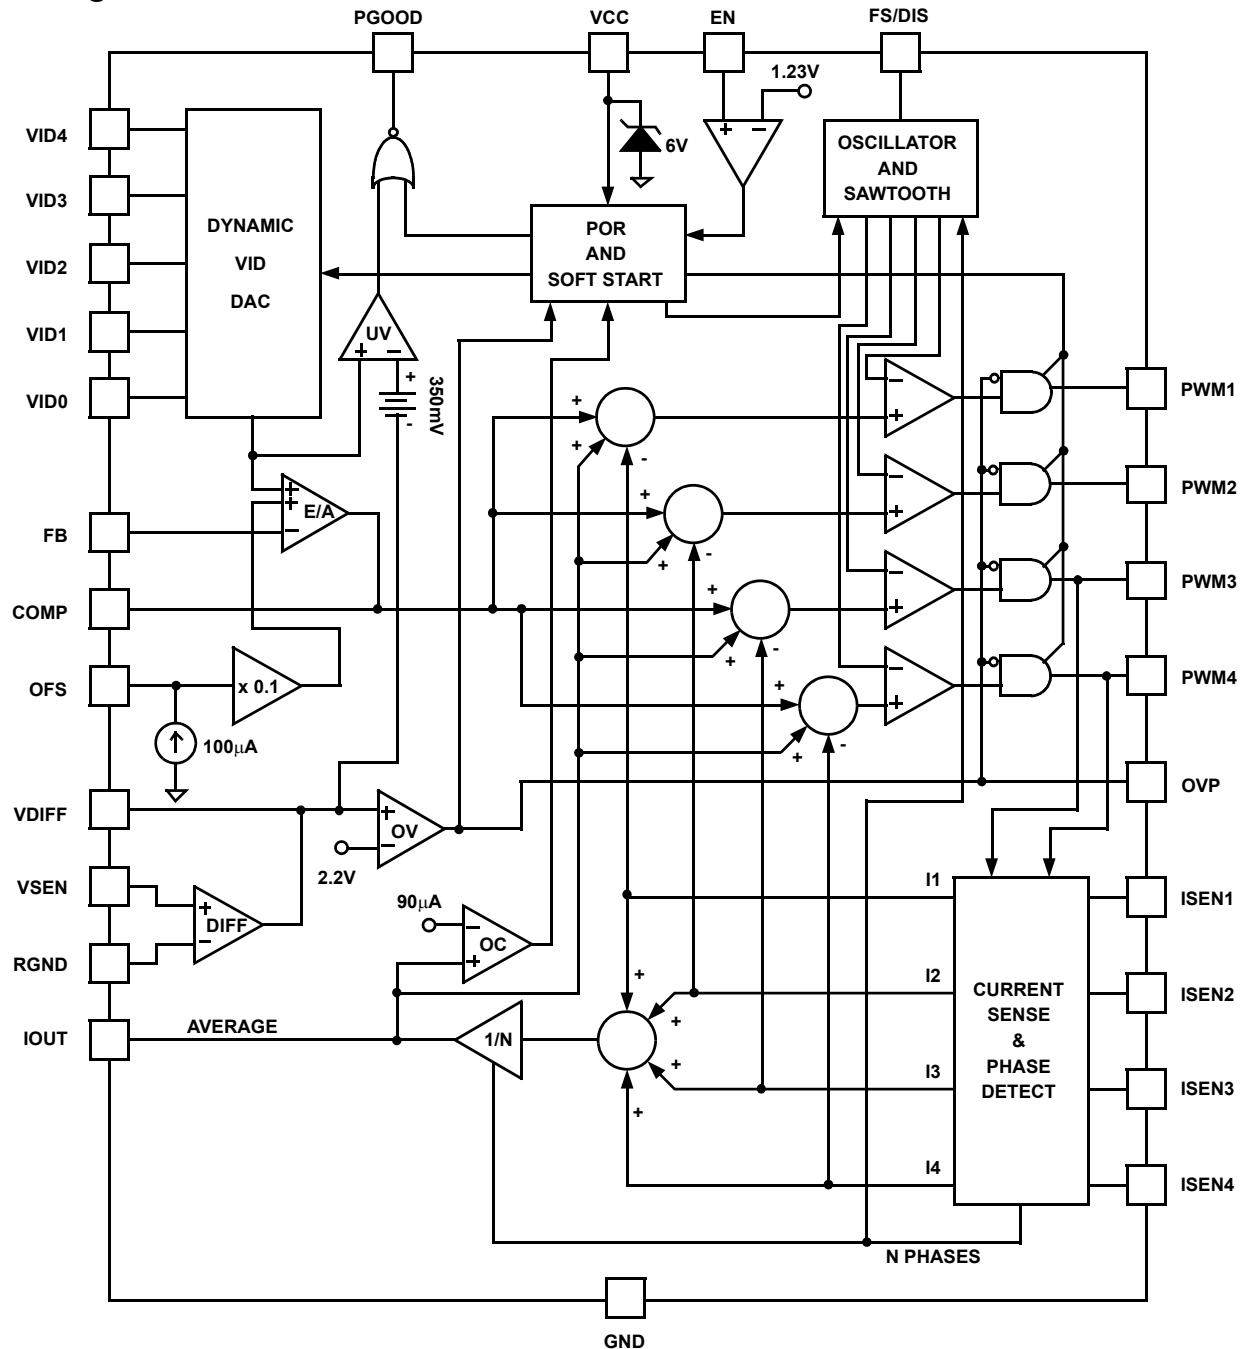 PGOOD
VCC
EN
FS/DIS
1.23V
VID4
VID3
VID2
VID1
VID0
DYNAMIC
VID
DAC
+
−
6V
OSCILLATOR
AND
SAWTOOTH
POR
AND
SOFT START
UV
+ −
+
350mV
-
+
+
-
−
+
PWM1
+
+
−
E/A
FB
+
+
-
−
+
PWM2
COMP
+
+
-
−
+
PWM3
OFS
x 0.1
100µA
+
+
-
−
+
PWM4
VDIFF
+
−
OV
2.2V
OVP
VSEN
+
−
DIFF
RGND
90µA
−
+
OC
I1
ISEN1
+
I2
+
ISEN2
CURRENT
SENSE
&
PHASE
DETECT
IOUT
AVERAGE
1/N
+
I3
ISEN3
+
I4
ISEN4
N PHASES
GND